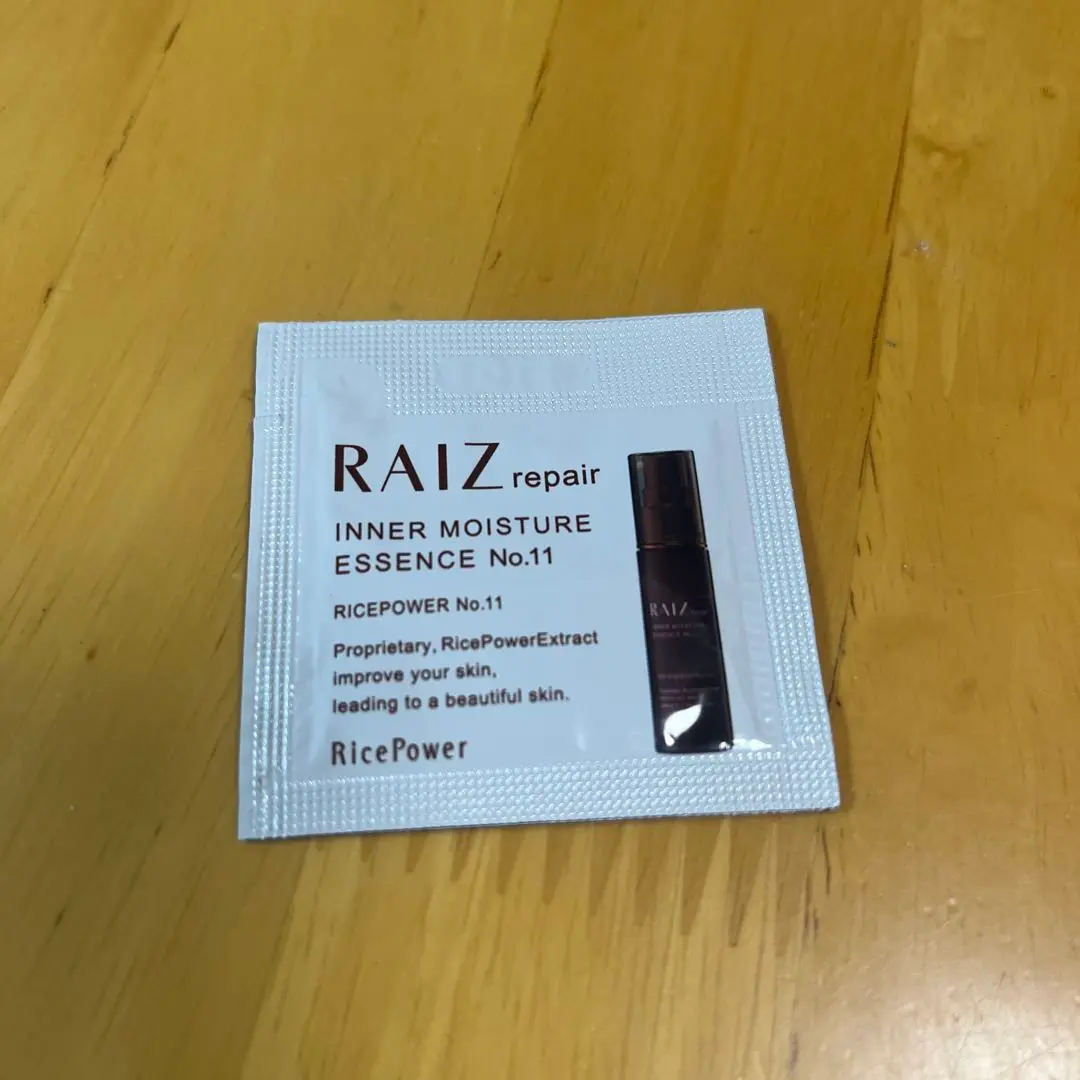 RAIZ repair
INNER MOISTURE
ESSENCE No.11
RICEPOWER No.11
Proprietary, RicePowerExtract
improve your skin,
leading to a beautiful skin.
RicePower
RAIZ